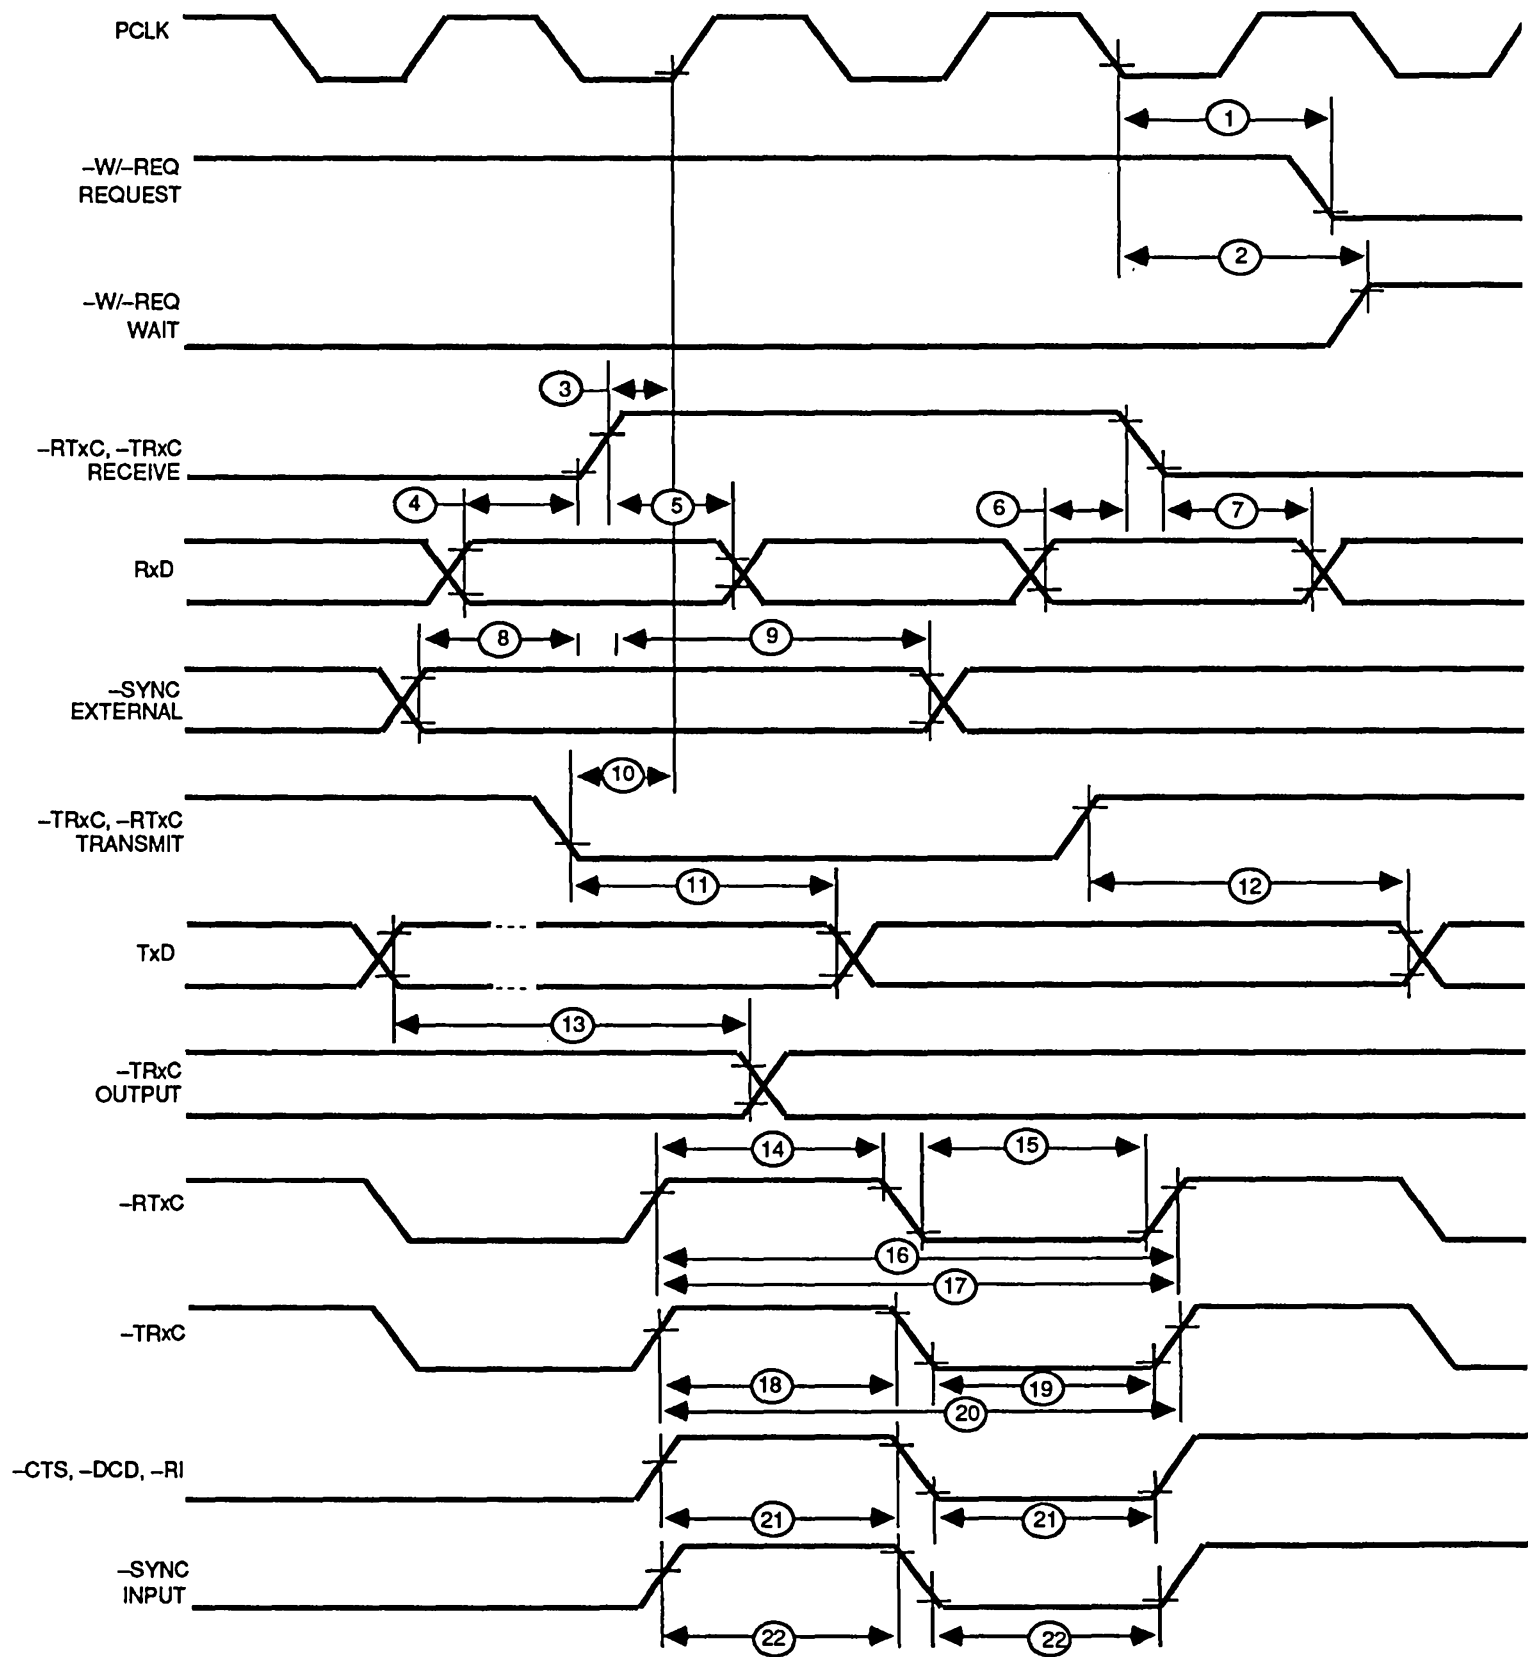 PCLK
1
–W/–REQ
REQUEST
2
–W/–REQ
WAIT
3
–RTxC, –TRxC
RECEIVE
4
5
6
7
RxD
8
9
–SYNC
EXTERNAL
10
–TRxC, –RTxC
TRANSMIT
11
12
TxD
13
–TRxC
OUTPUT
14
15
–RTxC
16
17
–TRxC
18
19
20
–CTS, –DCD, –RI
21
21
–SYNC
INPUT
22
22